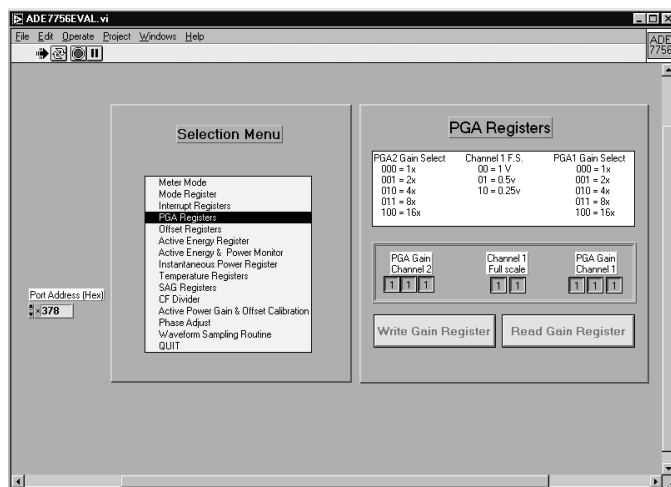 ADE7756EVAL.vi
File Edit Operate Project Windows Help
ADE
7756
Selection Menu
Meter Mode
Mode Register
Interrupt Registers
PGA Registers
Offset Registers
Active Energy Register
Active Energy & Power Monitor
Instantaneous Power Register
Temperature Registers
SAG Registers
CF Divider
Active Power Gain & Offset Calibration
Phase Adjust
Waveform Sampling Routine
QUIT
Port Address (Hex)
×378
PGA Registers
PGA2 Gain Select
000 = 1x
001 = 2x
010 = 4x
011 = 8x
100 = 16x
Channel 1 F.S.
00 = 1 V
01 = 0.5v
10 = 0.25v
PGA1 Gain Select
000 = 1x
001 = 2x
010 = 4x
011 = 8x
100 = 16x
PGA Gain
Channel 2
1 1 1
Channel 1
Full scale
1 1
PGA Gain
Channel 1
1 1 1
Write Gain Register
Read Gain Register